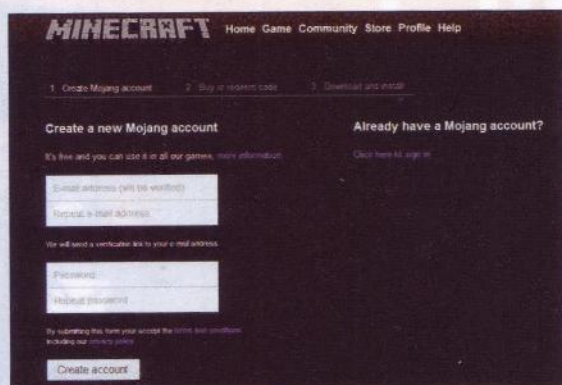 MINECRAFT
Home Game Community Store Profile Help
1 Create Mojang account 2 Buy or redeem code 3 Download and install
Create a new Mojang account
It's free and you can use it in all our games, more information.
E-mail address (will be verified)
Repeat e-mail address
We will send a verification link to your e-mail address
Password
Repeat password
By submitting this form your accept the terms and conditions
including our privacy policy
Create account
Already have a Mojang account?
Click here to sign in